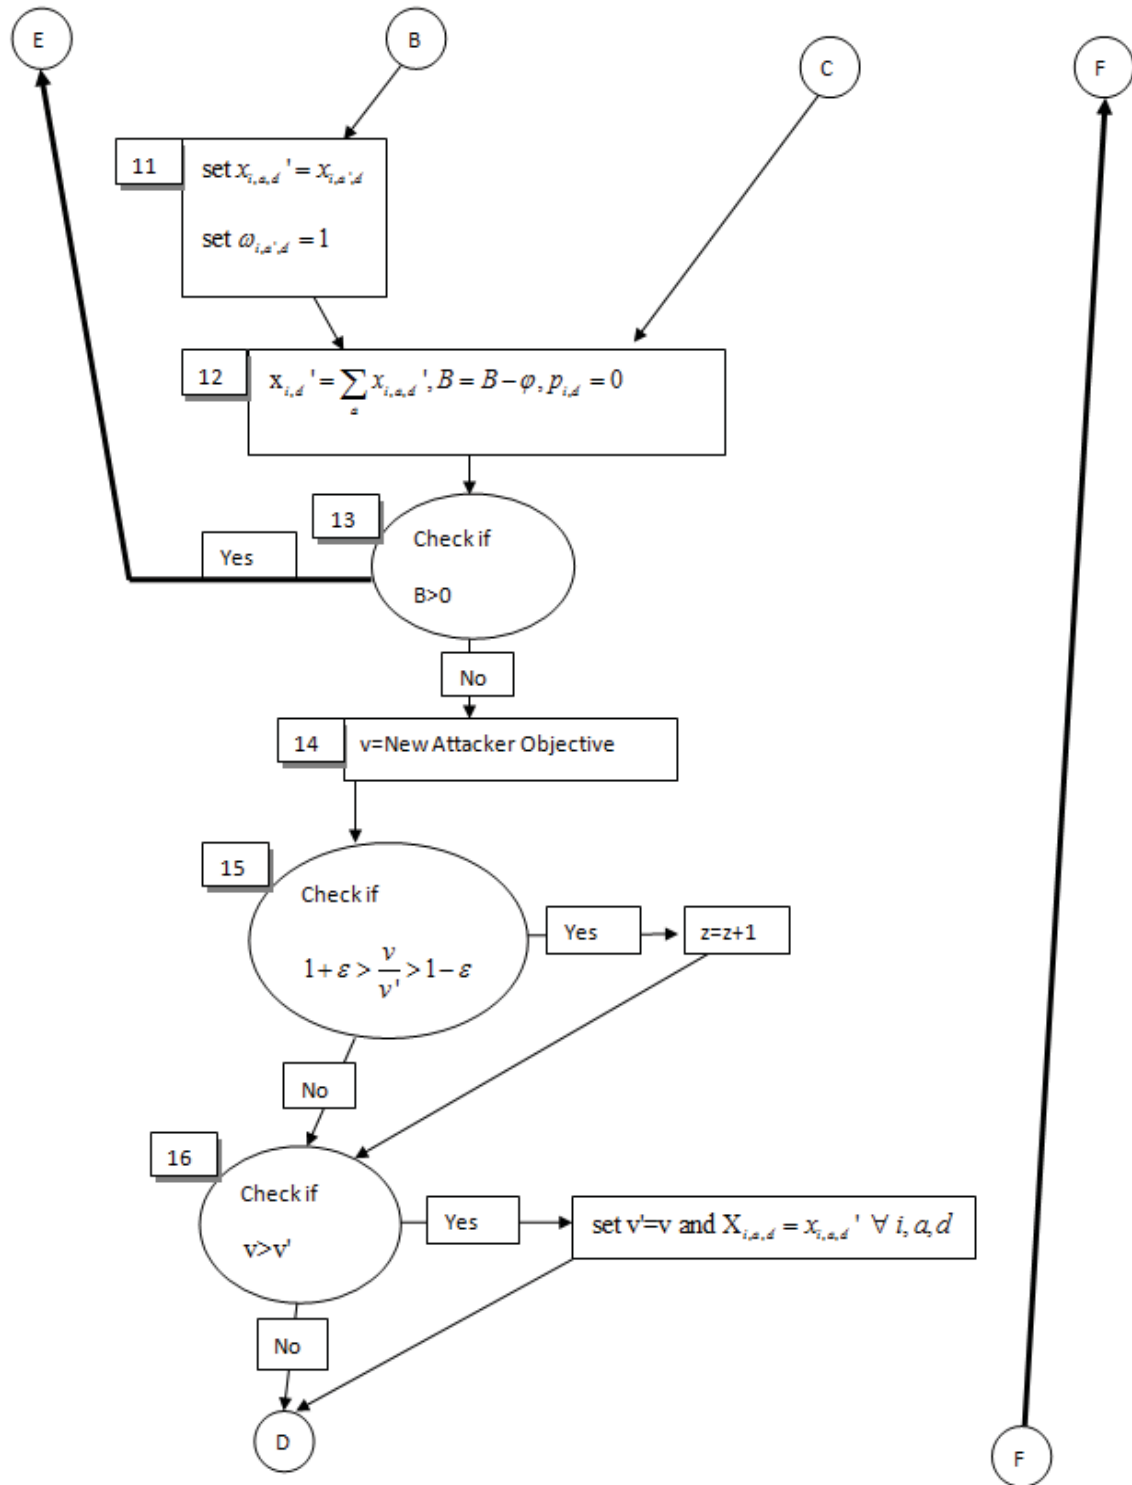 E
B
C
F
11
set x_{i,a,d}' = x_{i,a',d}
set ω_{i,a',d} = 1
12
x_{i,d}' = ∑_a x_{i,a,d}', B = B − φ, p_{i,d} = 0
13
Check if
B>0
Yes
No
14
v=New Attacker Objective
15
Check if
1 + ε > v/v' > 1 − ε
Yes
z=z+1
No
16
Check if
v>v'
Yes
set v'=v and X_{i,a,d} = x_{i,a,d}' ∀ i, a, d
No
D
F